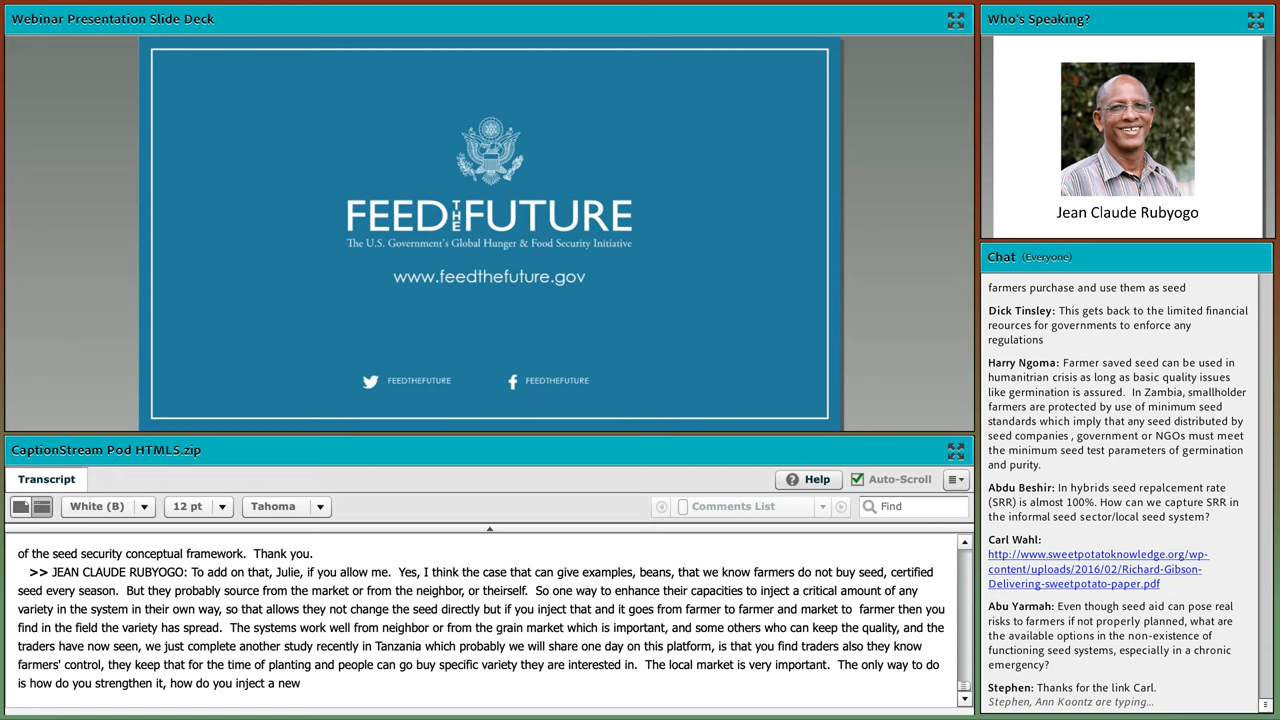 Webinar Presentation Slide Deck
FEED THE FUTURE
The U.S. Government's Global Hunger & Food Security Initiative
www.feedthefuture.gov
FEEDTHEFUTURE
FEEDTHEFUTURE
Who's Speaking?
Jean Claude Rubyogo
CaptionStream Pod HTML5.zip
Transcript
Help
Auto-Scroll
White (B)
12 pt
Tahoma
Comments List
Find
of the seed security conceptual framework. Thank you.
>> JEAN CLAUDE RUBYOGO: To add on that, Julie, if you allow me. Yes, I think the case that can give examples, beans, that we know farmers do not buy seed, certified
seed every season. But they probably source from the market or from the neighbor, or theirself. So one way to enhance their capacities to inject a critical amount of any
variety in the system in their own way, so that allows they not change the seed directly but if you inject that and it goes from farmer to farmer and market to farmer then you
find in the field the variety has spread. The systems work well from neighbor or from the grain market which is important, and some others who can keep the quality, and the
traders have now seen, we just complete another study recently in Tanzania which probably we will share one day on this platform, is that you find traders also they know
farmers' control, they keep that for the time of planting and people can go buy specific variety they are interested in. The local market is very important. The only way to do
is how do you strengthen it, how do you inject a new
Chat (Everyone)
farmers purchase and use them as seed
Dick Tinsley: This gets back to the limited financial
reources for governments to enforce any
regulations
Harry Ngoma: Farmer saved seed can be used in
humanitrian crisis as long as basic quality issues
like germination is assured. In Zambia, smallholder
farmers are protected by use of minimum seed
standards which imply that any seed distributed by
seed companies , government or NGOs must meet
the minimum seed test parameters of germination
and purity.
Abdu Beshir: In hybrids seed repalcement rate
(SRR) is almost 100%. How can we capture SRR in
the informal seed sector/local seed system?
Carl Wahl:
http://www.sweetpotatoknowledge.org/wp-
content/uploads/2016/02/Richard-Gibson-
Delivering-sweetpotato-paper.pdf
Abu Yarmah: Even though seed aid can pose real
risks to farmers if not properly planned, what are
the available options in the non-existence of
functioning seed systems, especially in a chronic
emergency?
Stephen: Thanks for the link Carl.
Stephen, Ann Koontz are typing...